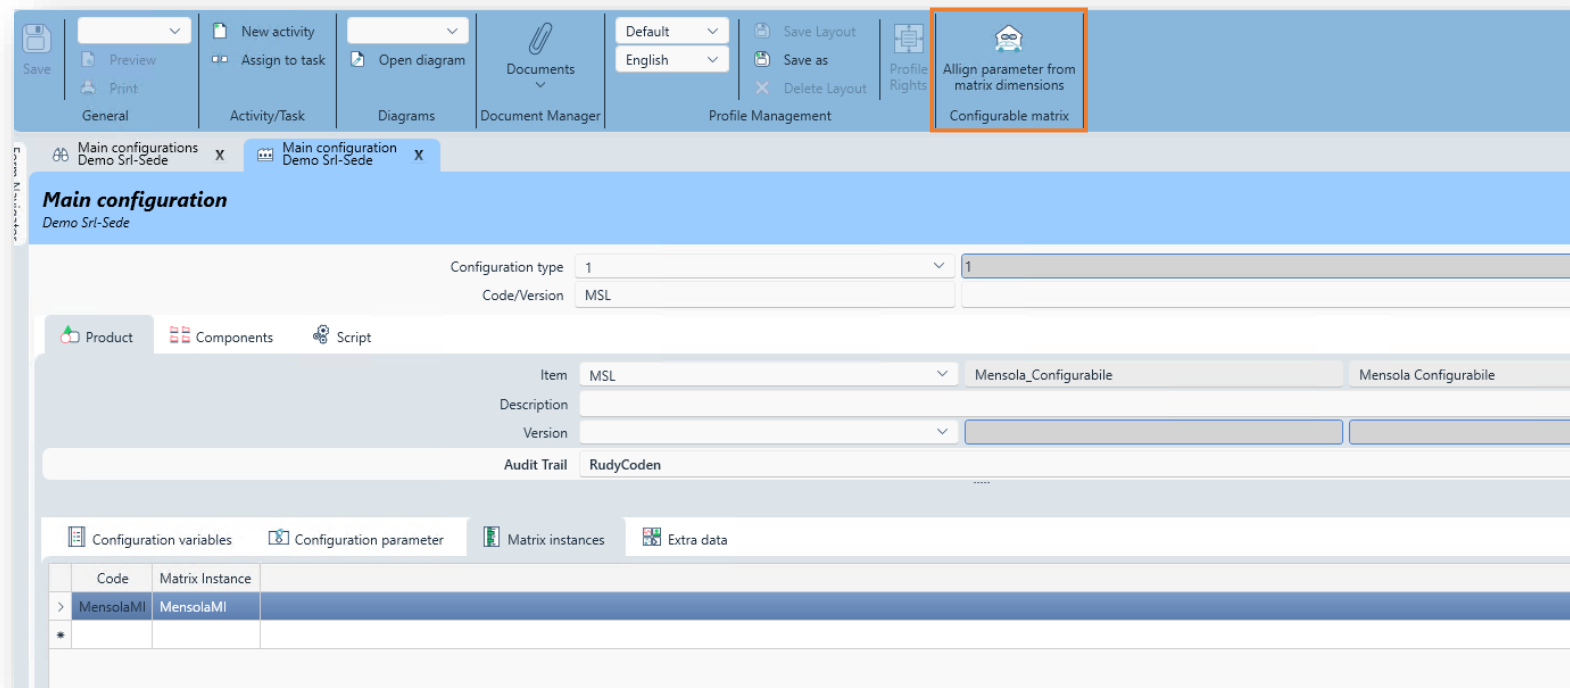 Save
Preview
Print
General
New activity
Assign to task
Activity/Task
Open diagram
Diagrams
Documents
Document Manager
Default
English
Save Layout
Save as
Delete Layout
Profile Management
Profile
Rights
Allign parameter from
matrix dimensions
Configurable matrix
Form Navigator
Main configurations
Demo Srl-Sede
X
Main configuration
Demo Srl-Sede
X
Main configuration
Demo Srl-Sede
Configuration type 1 1
Code/Version MSL
Product Components Script
Item MSL Mensola_Configurabile Mensola Configurabile
Description
Version
Audit Trail RudyCoden
Configuration variables Configuration parameter Matrix instances Extra data
Code Matrix Instance
MensolaMI MensolaMI